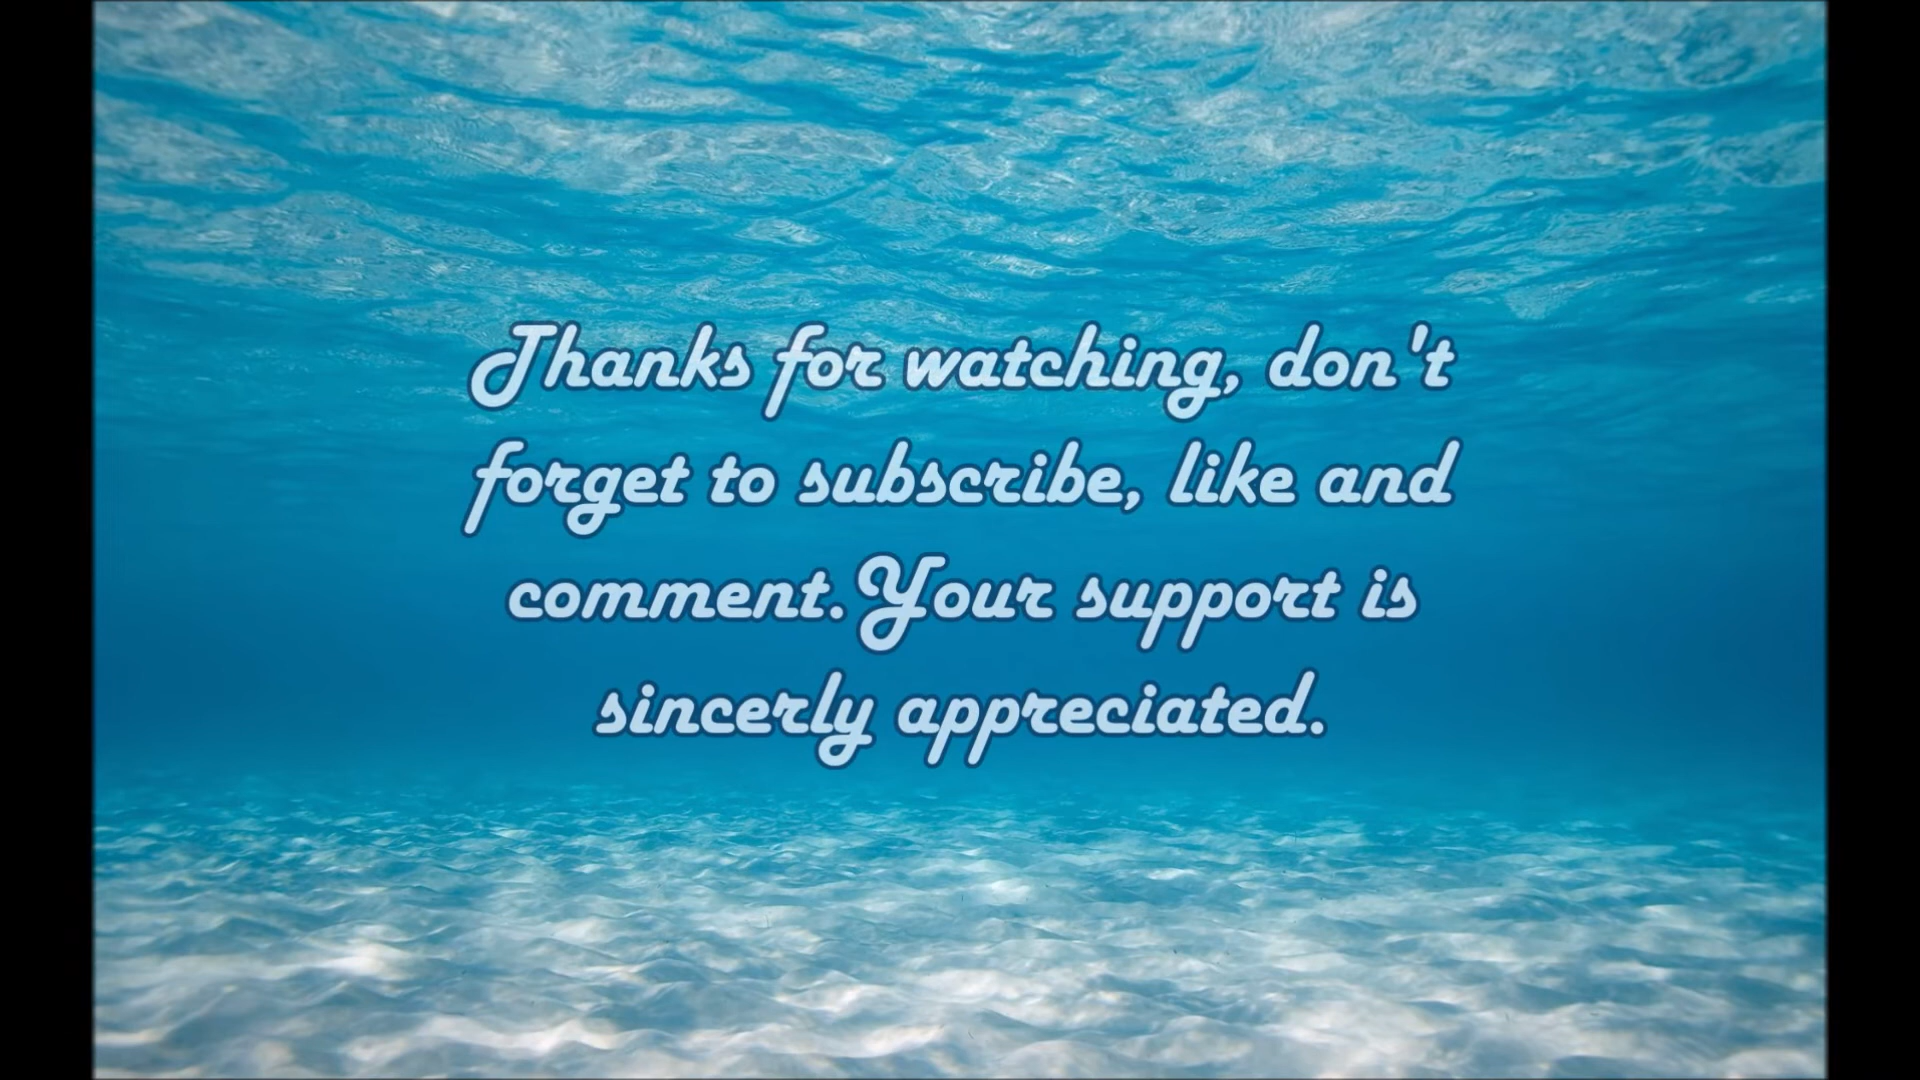 Thanks for watching, don't
forget to subscribe, like and
comment. Your support is
sincerly appreciated.